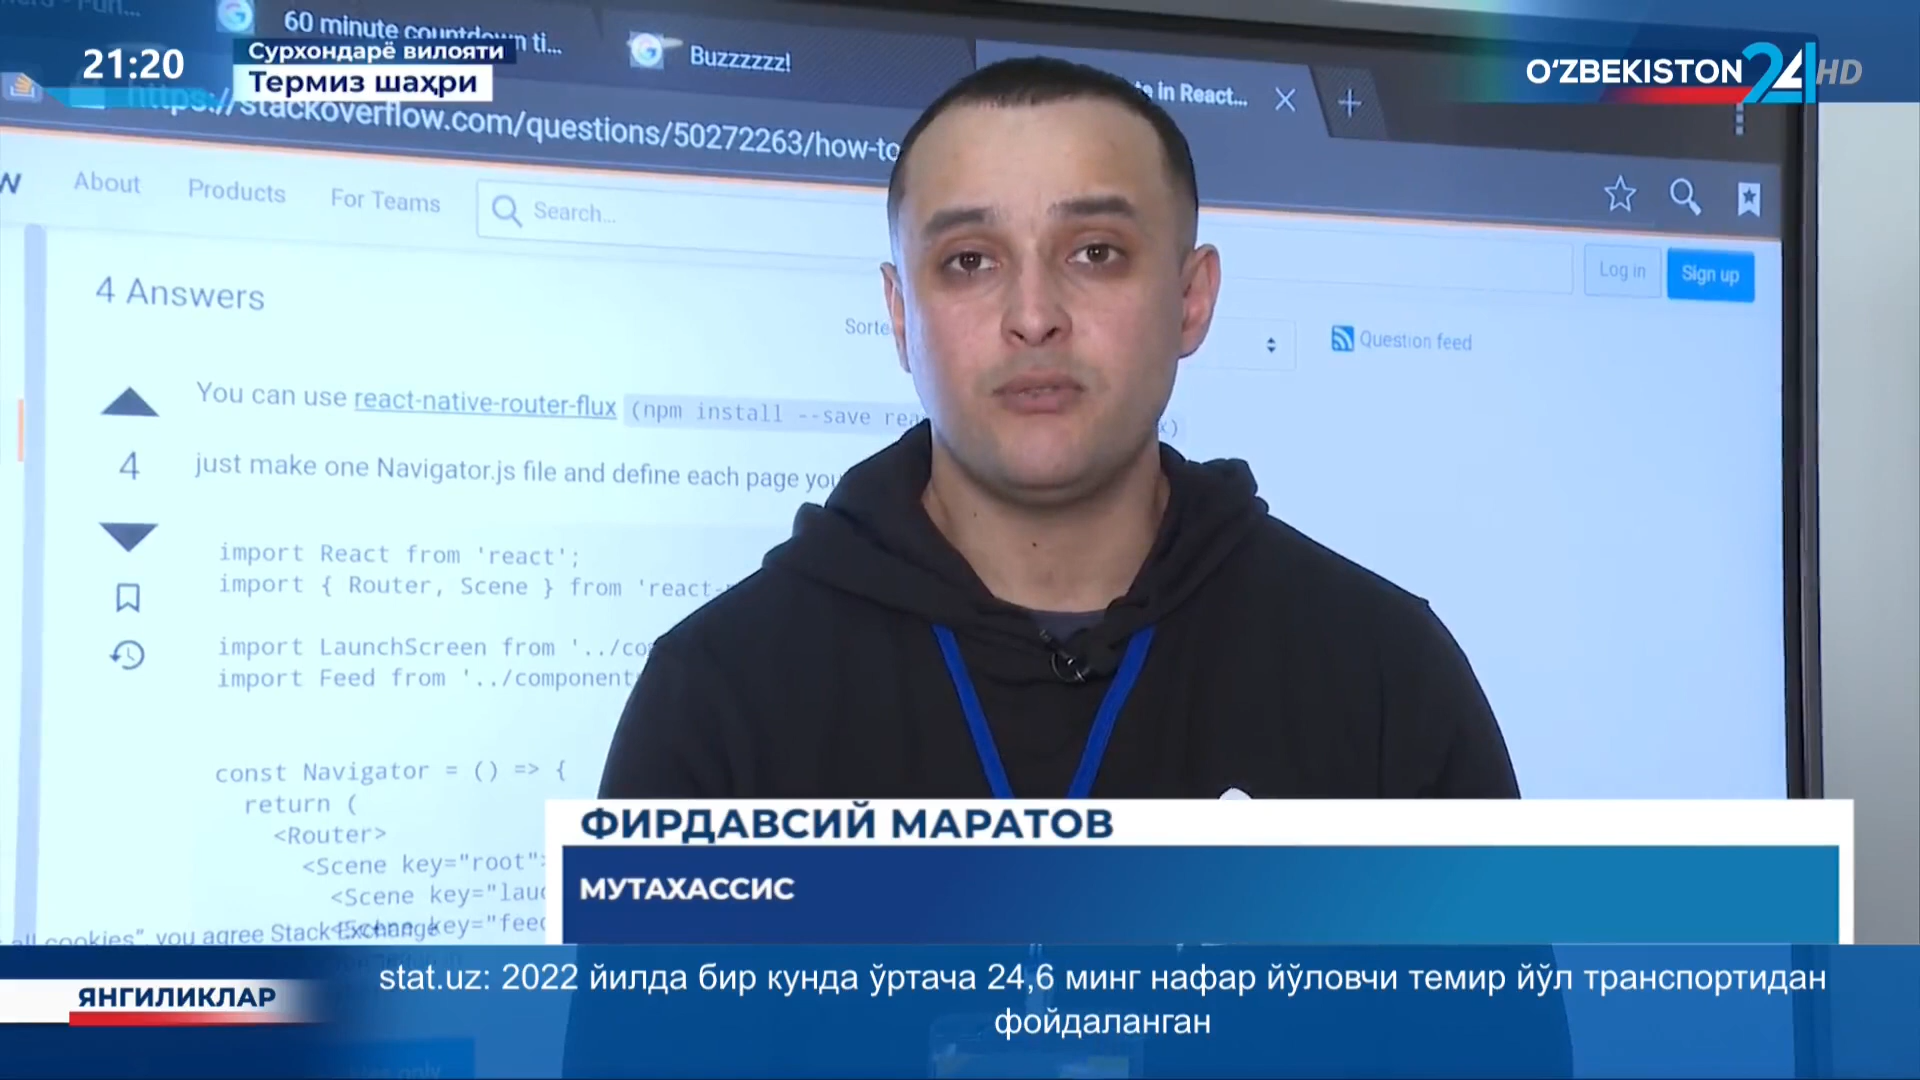 60 minute countdown ti...
Buzzzzzz!
in React...
21:20
Сурхондарё вилояти
Термиз шаҳри
O‘ZBEKISTON 24 HD
https://stackoverflow.com/questions/50272263/how-to
About
Products
For Teams
Search...
Log in
Sign up
4 Answers
Question feed
You can use react-native-router-flux (npm install --save
4
just make one Navigator.js file and define each page you
import React from 'react';
import { Router, Scene } from 'react-
import LaunchScreen from '../
import Feed from '../component
const Navigator = () => {
return (
<Router>
<Scene key="root">
<Scene key="
<Scene key="feed
all cookies”, you agree Stack Exchange
ФИРДАВСИЙ МАРАТОВ
МУТАХАССИС
ЯНГИЛИКЛАР
stat.uz: 2022 йилда бир кунда ўртача 24,6 минг нафар йўловчи темир йўл транспортидан
фойдаланган